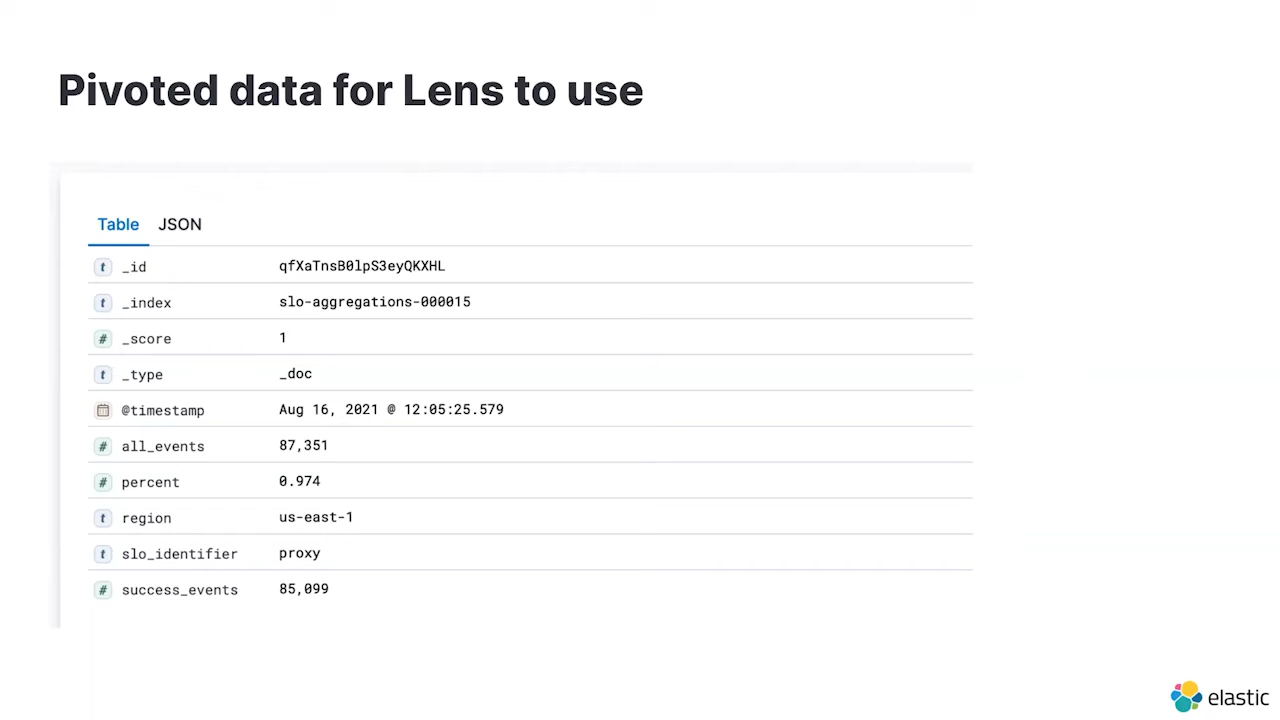 Pivoted data for Lens to use
Table JSON
t _id qfXaTnsB0lpS3eyQKXHL
t _index slo-aggregations-000015
# _score 1
t _type _doc
@timestamp Aug 16, 2021 @ 12:05:25.579
# all_events 87,351
# percent 0.974
t region us-east-1
t slo_identifier proxy
# success_events 85,099
elastic